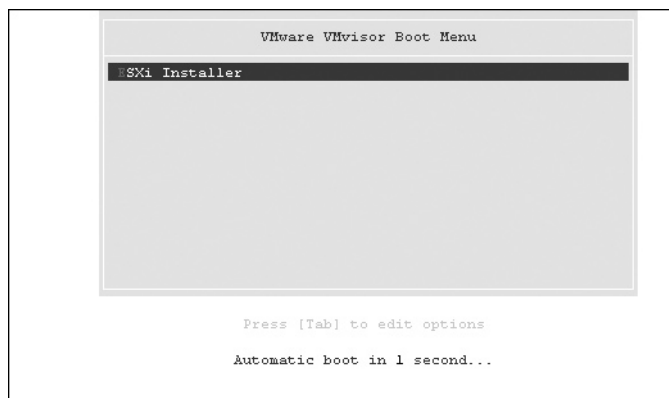 VMware VMvisor Boot Menu
ESXi Installer
Press [Tab] to edit options
Automatic boot in 1 second...